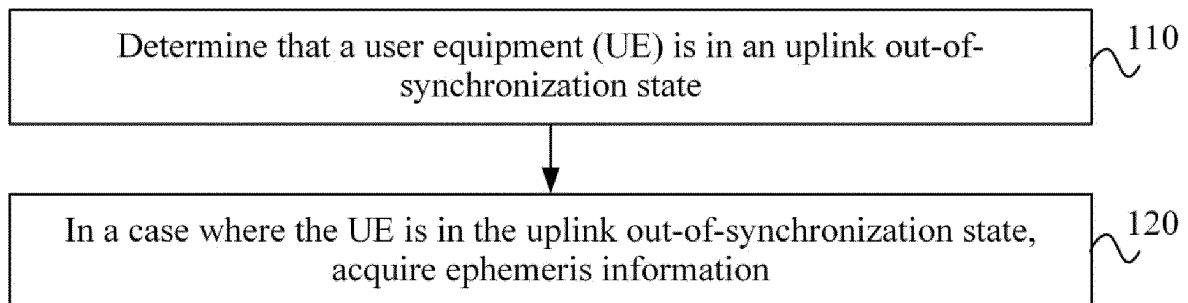 Determine that a user equipment (UE) is in an uplink out-of-
synchronization state
110
In a case where the UE is in the uplink out-of-synchronization state,
acquire ephemeris information
120